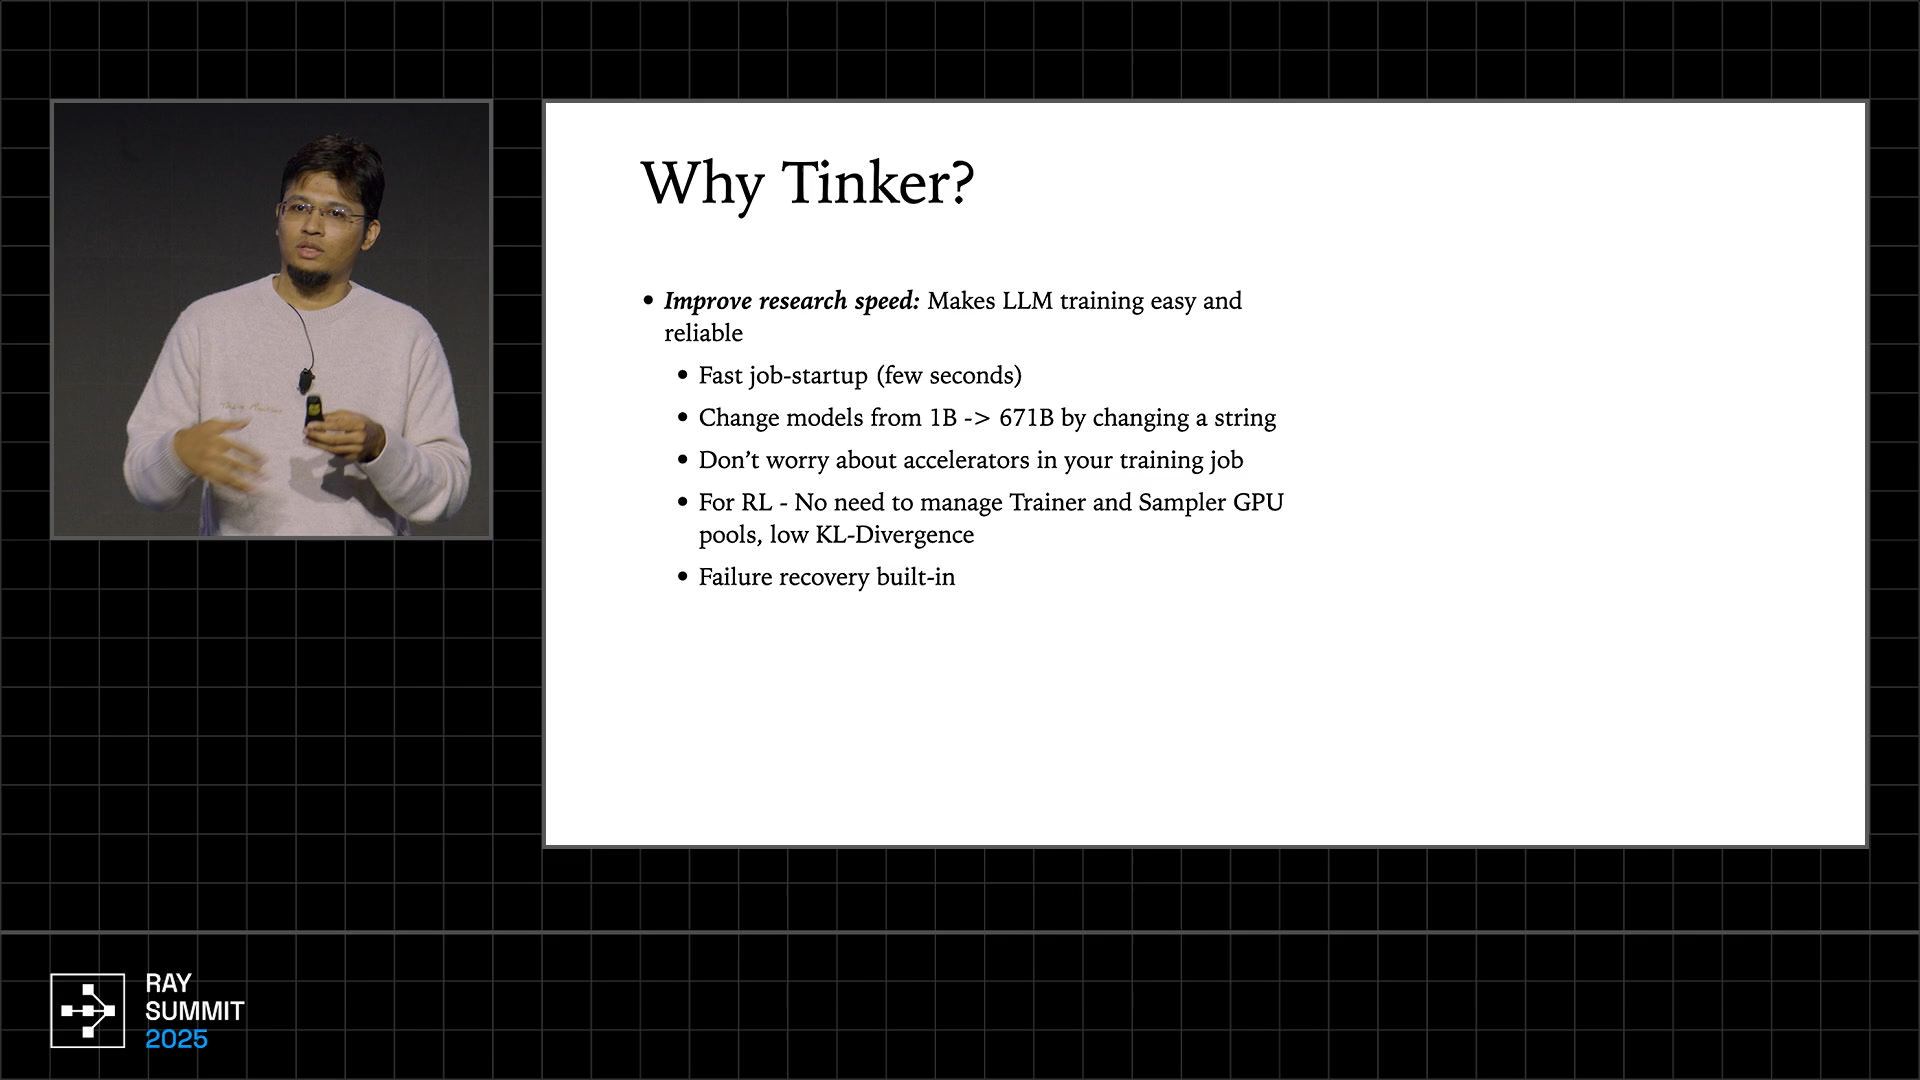 Why Tinker?
• Improve research speed: Makes LLM training easy and
reliable
• Fast job-startup (few seconds)
• Change models from 1B -> 671B by changing a string
• Don’t worry about accelerators in your training job
• For RL - No need to manage Trainer and Sampler GPU
pools, low KL-Divergence
• Failure recovery built-in
RAY
SUMMIT
2025